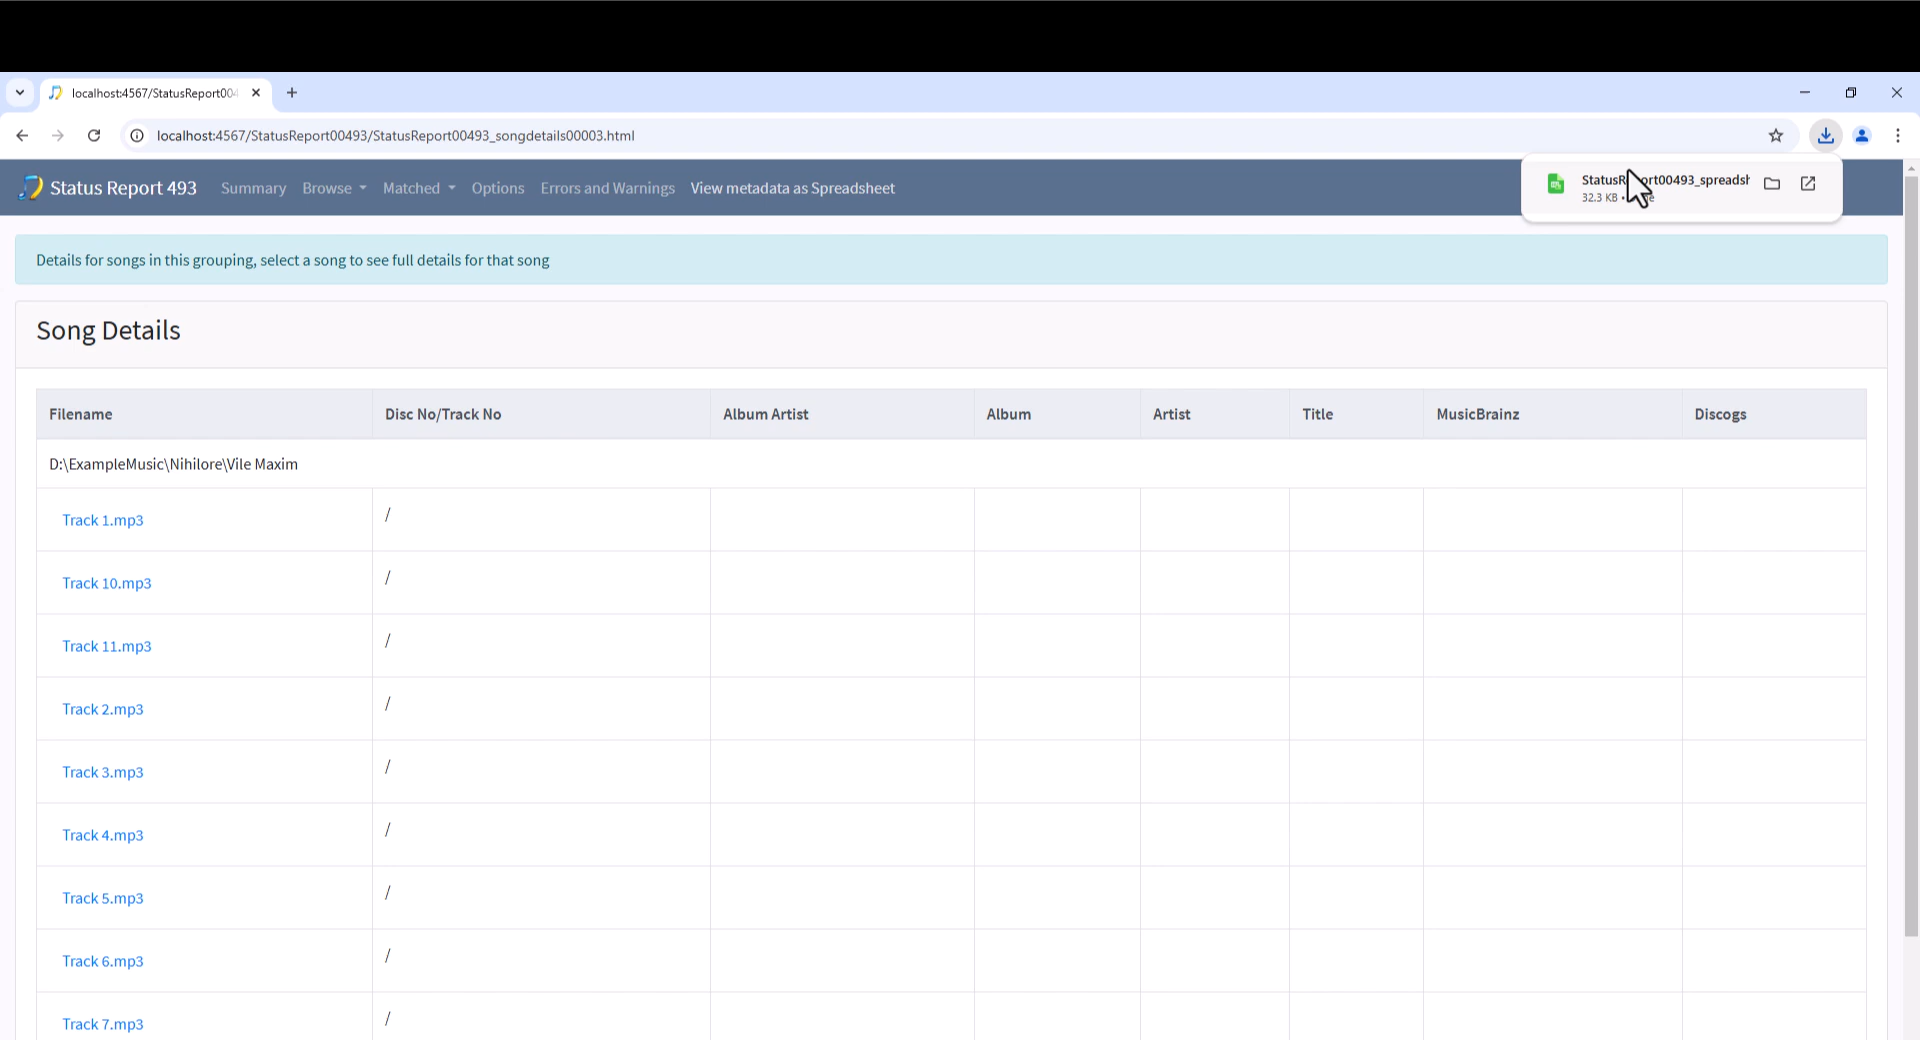 localhost:4567/StatusReport00
localhost:4567/StatusReport00493/StatusReport00493_songdetails00003.html
Status Report 493 Summary Browse Matched Options Errors and Warnings View metadata as Spreadsheet
32.3 KB •
Details for songs in this grouping, select a song to see full details for that song
Song Details
Filename Disc No/Track No Album Artist Album Artist Title MusicBrainz Discogs
D:\ExampleMusic\Nihilore\Vile Maxim
Track 1.mp3 /
Track 10.mp3 /
Track 11.mp3 /
Track 2.mp3 /
Track 3.mp3 /
Track 4.mp3 /
Track 5.mp3 /
Track 6.mp3 /
Track 7.mp3 /